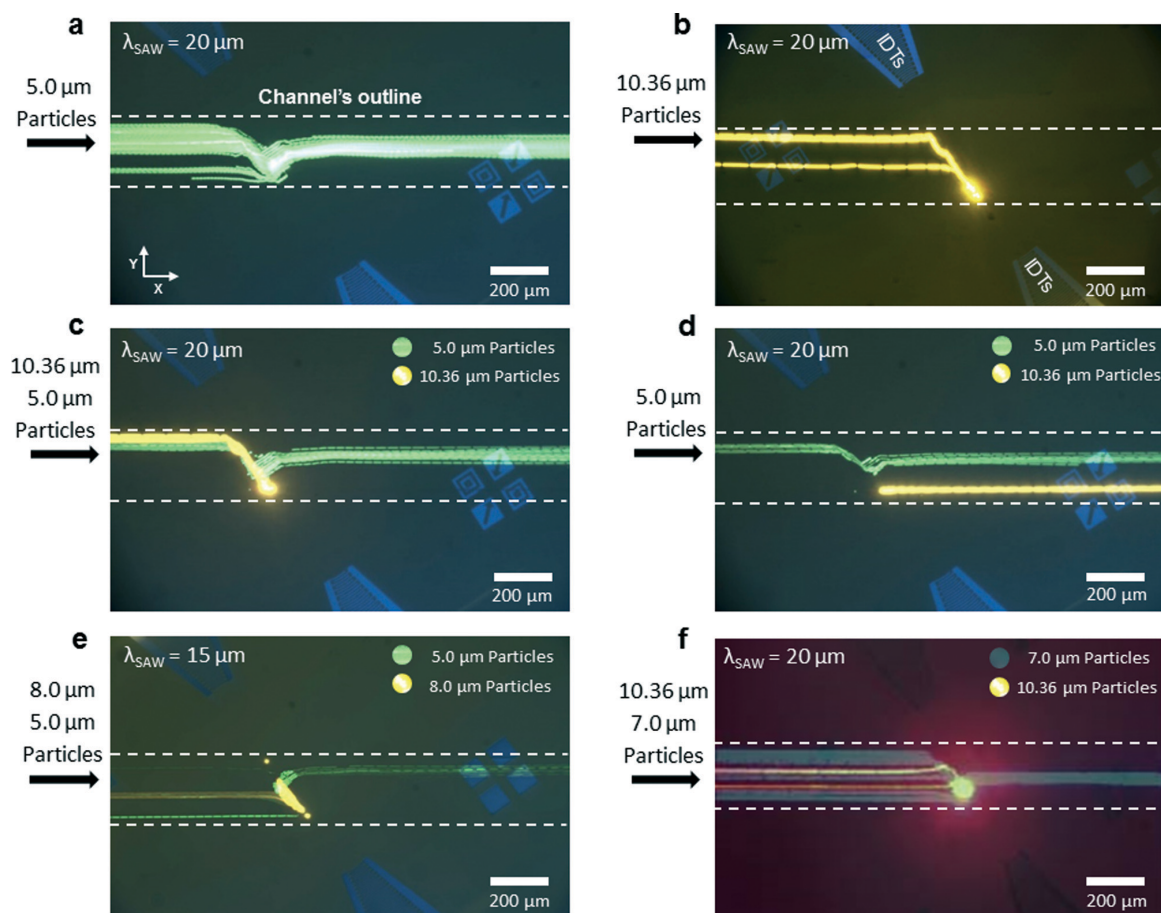 a
λSAW = 20 µm
5.0 µm
Particles
Channel's outline
Y
X
200 µm
b
λSAW = 20 µm
IDTs
10.36 µm
Particles
IDTs
200 µm
c
λSAW = 20 µm
5.0 µm Particles
10.36 µm Particles
10.36 µm
5.0 µm
Particles
200 µm
d
λSAW = 20 µm
5.0 µm Particles
10.36 µm Particles
5.0 µm
Particles
200 µm
e
λSAW = 15 µm
5.0 µm Particles
8.0 µm Particles
8.0 µm
5.0 µm
Particles
200 µm
f
λSAW = 20 µm
7.0 µm Particles
10.36 µm Particles
10.36 µm
7.0 µm
Particles
200 µm